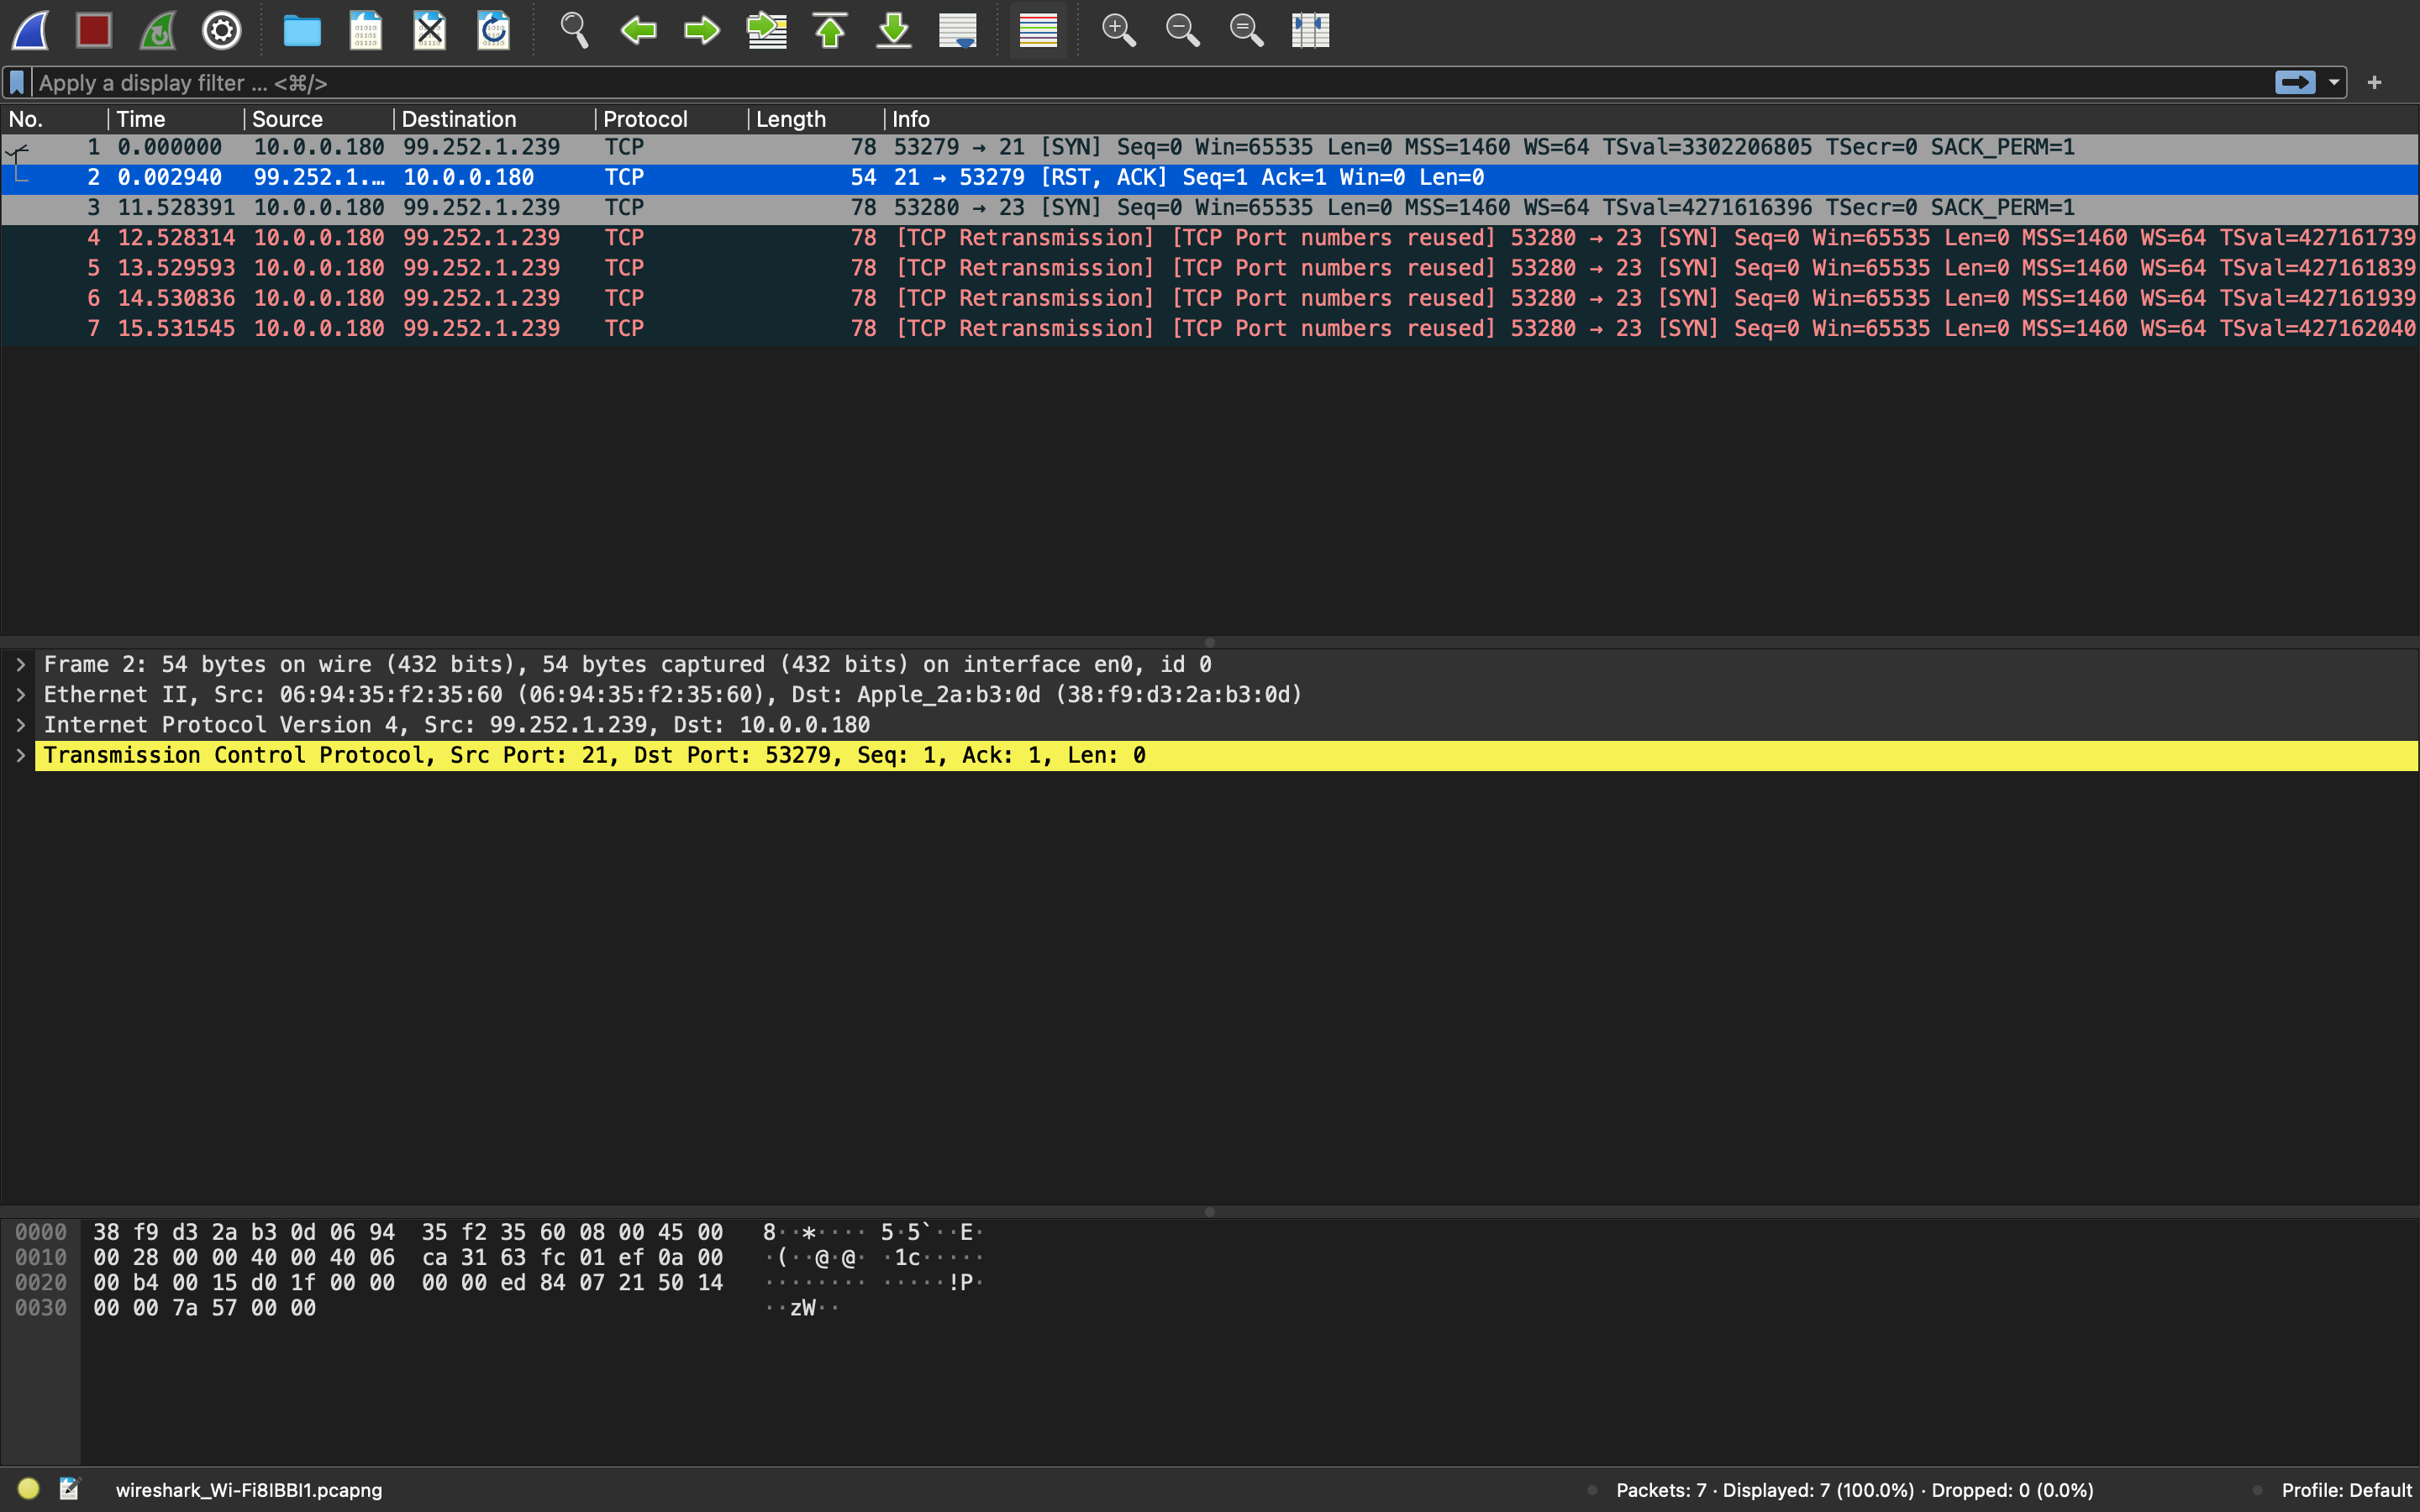 Apply a display filter ... <⌘/>
No. Time Source Destination Protocol Length Info
1 0.000000 10.0.0.180 99.252.1.239 TCP 78 53279 → 21 [SYN] Seq=0 Win=65535 Len=0 MSS=1460 WS=64 TSval=3302206805 TSecr=0 SACK_PERM=1
2 0.002940 99.252.1.… 10.0.0.180 TCP 54 21 → 53279 [RST, ACK] Seq=1 Ack=1 Win=0 Len=0
3 11.528391 10.0.0.180 99.252.1.239 TCP 78 53280 → 23 [SYN] Seq=0 Win=65535 Len=0 MSS=1460 WS=64 TSval=4271616396 TSecr=0 SACK_PERM=1
4 12.528314 10.0.0.180 99.252.1.239 TCP 78 [TCP Retransmission] [TCP Port numbers reused] 53280 → 23 [SYN] Seq=0 Win=65535 Len=0 MSS=1460 WS=64 TSval=427161739
5 13.529593 10.0.0.180 99.252.1.239 TCP 78 [TCP Retransmission] [TCP Port numbers reused] 53280 → 23 [SYN] Seq=0 Win=65535 Len=0 MSS=1460 WS=64 TSval=427161839
6 14.530836 10.0.0.180 99.252.1.239 TCP 78 [TCP Retransmission] [TCP Port numbers reused] 53280 → 23 [SYN] Seq=0 Win=65535 Len=0 MSS=1460 WS=64 TSval=427161939
7 15.531545 10.0.0.180 99.252.1.239 TCP 78 [TCP Retransmission] [TCP Port numbers reused] 53280 → 23 [SYN] Seq=0 Win=65535 Len=0 MSS=1460 WS=64 TSval=427162040
Frame 2: 54 bytes on wire (432 bits), 54 bytes captured (432 bits) on interface en0, id 0
Ethernet II, Src: 06:94:35:f2:35:60 (06:94:35:f2:35:60), Dst: Apple_2a:b3:0d (38:f9:d3:2a:b3:0d)
Internet Protocol Version 4, Src: 99.252.1.239, Dst: 10.0.0.180
Transmission Control Protocol, Src Port: 21, Dst Port: 53279, Seq: 1, Ack: 1, Len: 0
0000 38 f9 d3 2a b3 0d 06 94 35 f2 35 60 08 00 45 00 8··*···· 5·5`··E·
0010 00 28 00 00 40 00 40 06 ca 31 63 fc 01 ef 0a 00 ·(··@·@· ·1c·····
0020 00 b4 00 15 d0 1f 00 00 00 00 ed 84 07 21 50 14 ········ ·····!P·
0030 00 00 7a 57 00 00 ··zW··
wireshark_Wi-Fi8IBBI1.pcapng Packets: 7 · Displayed: 7 (100.0%) · Dropped: 0 (0.0%) Profile: Default